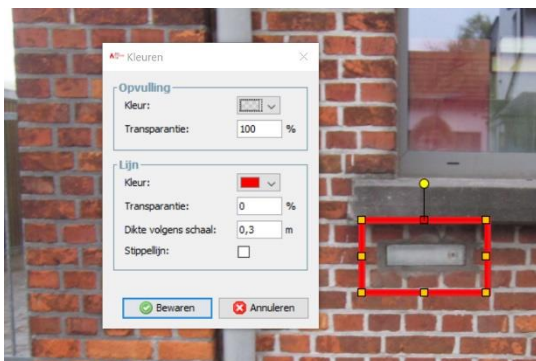 Kleuren
Opvulling
Kleur:
Transparantie: 100 %
Lijn
Kleur:
Transparantie: 0 %
Dikte volgens schaal: 0,3 m
Stippellijn:
Bewaren Annuleren